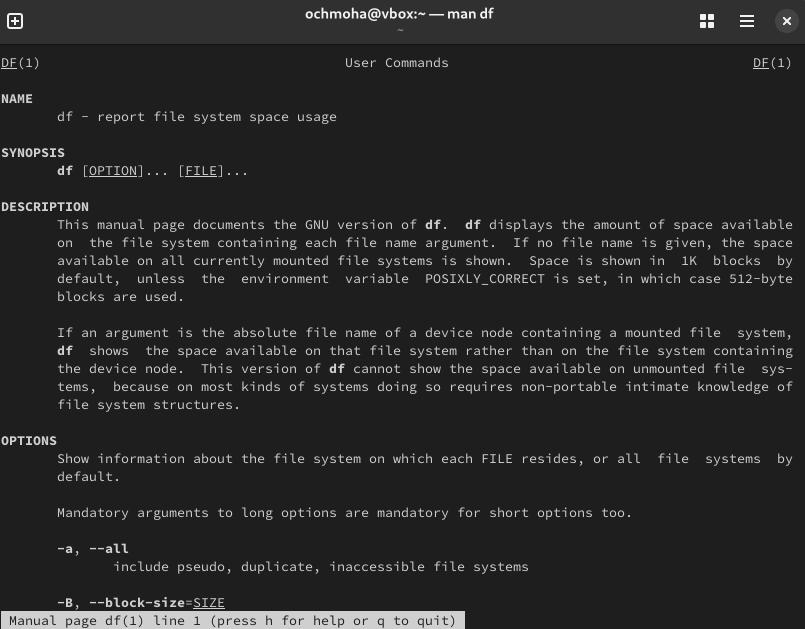 ochmoha@vbox:~ — man df
~
DF(1) User Commands DF(1)
NAME
df - report file system space usage
SYNOPSIS
df [OPTION]... [FILE]...
DESCRIPTION
This manual page documents the GNU version of df.  df displays the amount of space available
on  the file system containing each file name argument.  If no file name is given, the space
available on all currently mounted file systems is shown.  Space is shown in  1K  blocks  by
default,  unless  the  environment  variable  POSIXLY_CORRECT is set, in which case 512-byte
blocks are used.
If an argument is the absolute file name of a device node containing a mounted file  system,
df  shows  the space available on that file system rather than on the file system containing
the device node.  This version of df cannot show the space available on unmounted file  sys-
tems,  because on most kinds of systems doing so requires non-portable intimate knowledge of
file system structures.
OPTIONS
Show information about the file system on which each FILE resides, or all  file  systems  by
default.
Mandatory arguments to long options are mandatory for short options too.
-a, --all
include pseudo, duplicate, inaccessible file systems
-B, --block-size=SIZE
Manual page df(1) line 1 (press h for help or q to quit)